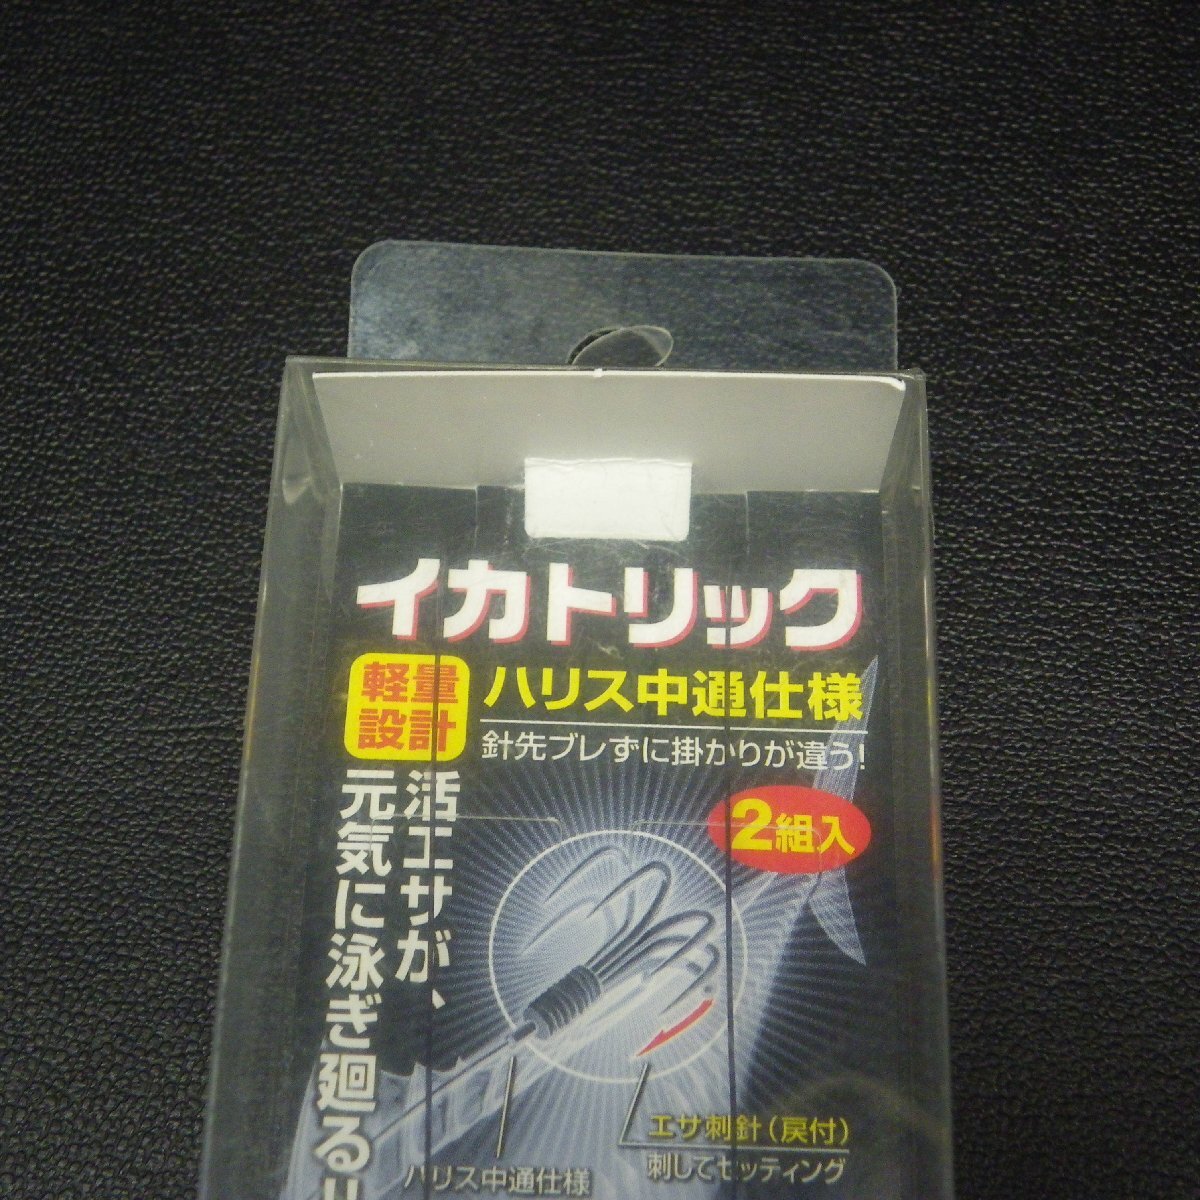 イカトリック
軽量
設計
ハリス中通仕様
針先ブレずに掛かりが違う!
2組入
活エサが、
元気に泳ぎ廻る!!
エサ刺針(戻付)
刺してセッティング
ハリス中通仕様